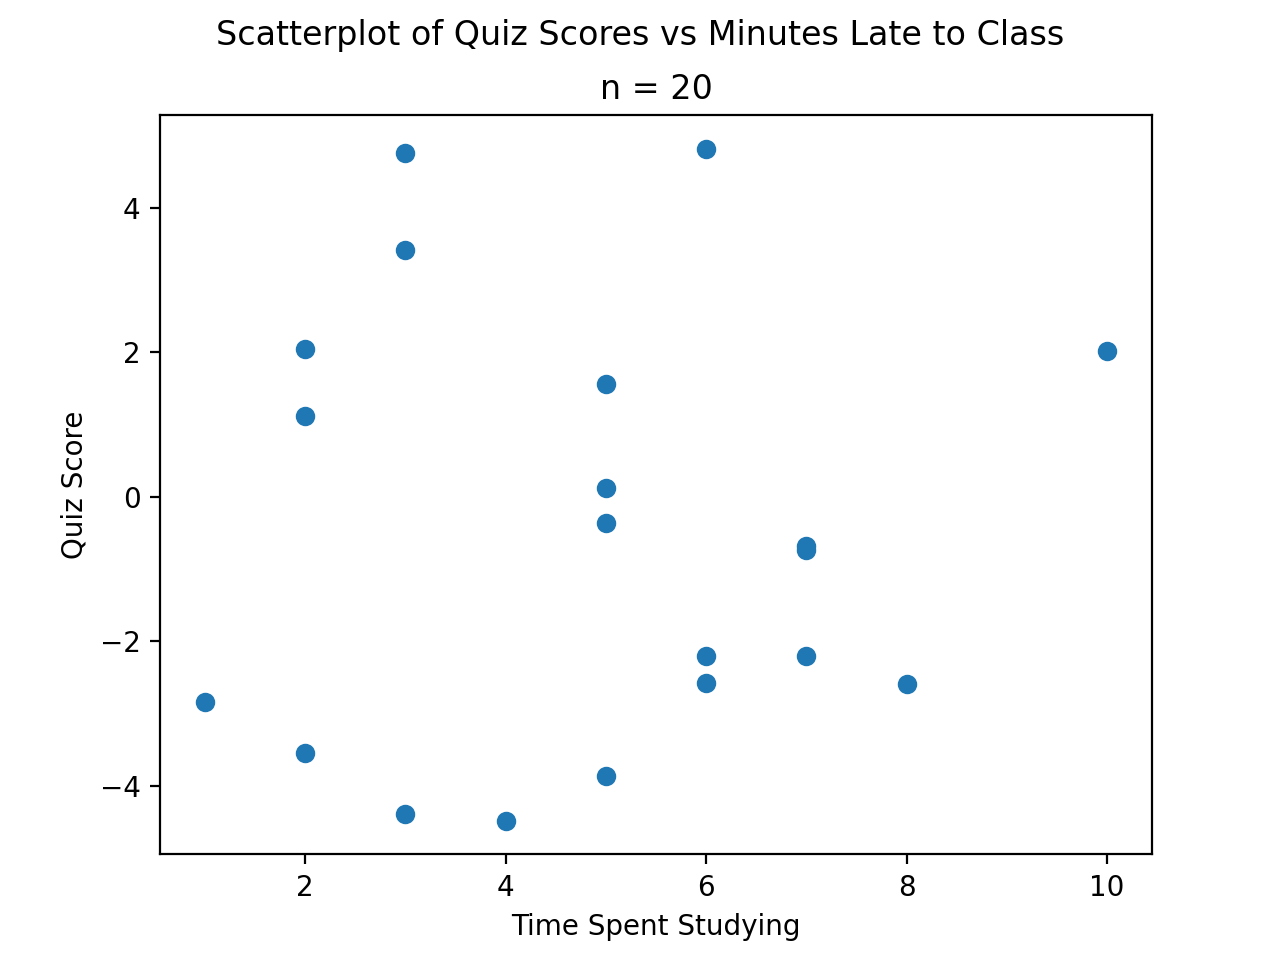 Scatterplot of Quiz Scores vs Minutes Late to Class
n = 20
4
2
0
−2
−4
Quiz Score
2 4 6 8 10
Time Spent Studying